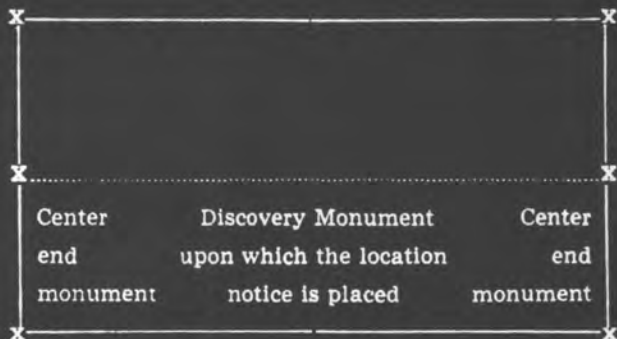 X X
X X
Center Discovery Monument Center
end upon which the location end
monument notice is placed monument
X X